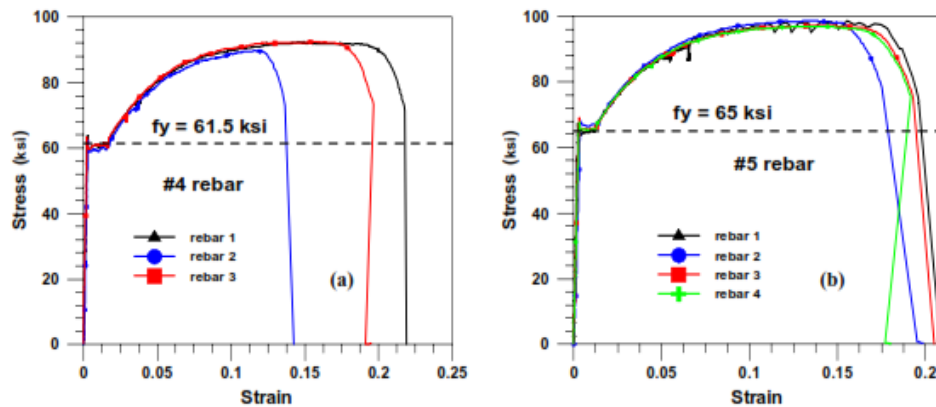 100
80
60
40
20
0
Stress (ksi)
fy = 61.5 ksi
#4 rebar
rebar 1
rebar 2
rebar 3
(a)
0 0.05 0.1 0.15 0.2 0.25
Strain
100
80
60
40
20
0
Stress (ksi)
fy = 65 ksi
#5 rebar
rebar 1
rebar 2
rebar 3
rebar 4
(b)
0 0.05 0.1 0.15 0.2
Strain